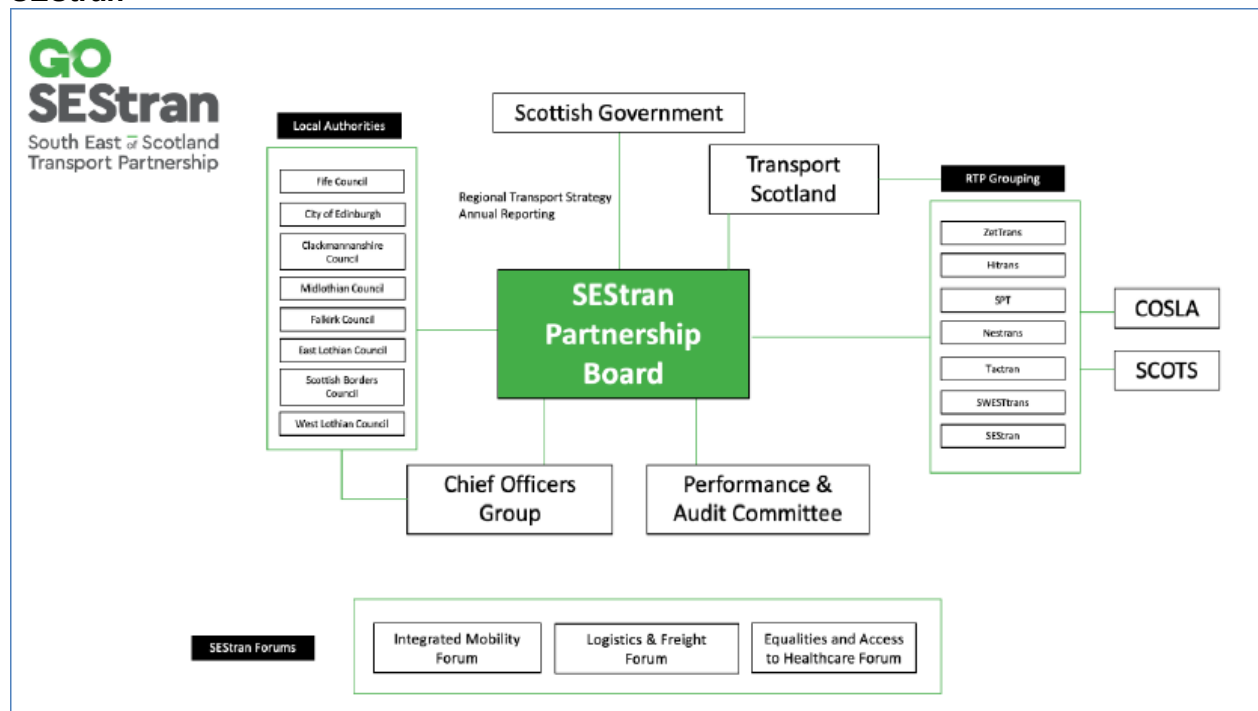 SEStran
GO
SEStran
South East of Scotland
Transport Partnership
Local Authorities
Fife Council
City of Edinburgh
Clackmannanshire
Council
Midlothian Council
Falkirk Council
East Lothian Council
Scottish Borders
Council
West Lothian Council
Scottish Government
Regional Transport Strategy
Annual Reporting
Transport
Scotland
SEStran
Partnership
Board
Chief Officers
Group
Performance &
Audit Committee
RTP Grouping
ZetTrans
Hitrans
SPT
Nestrans
Tactran
SWESTtrans
SEStran
COSLA
SCOTS
SEStran Forums
Integrated Mobility
Forum
Logistics & Freight
Forum
Equalities and Access
to Healthcare Forum